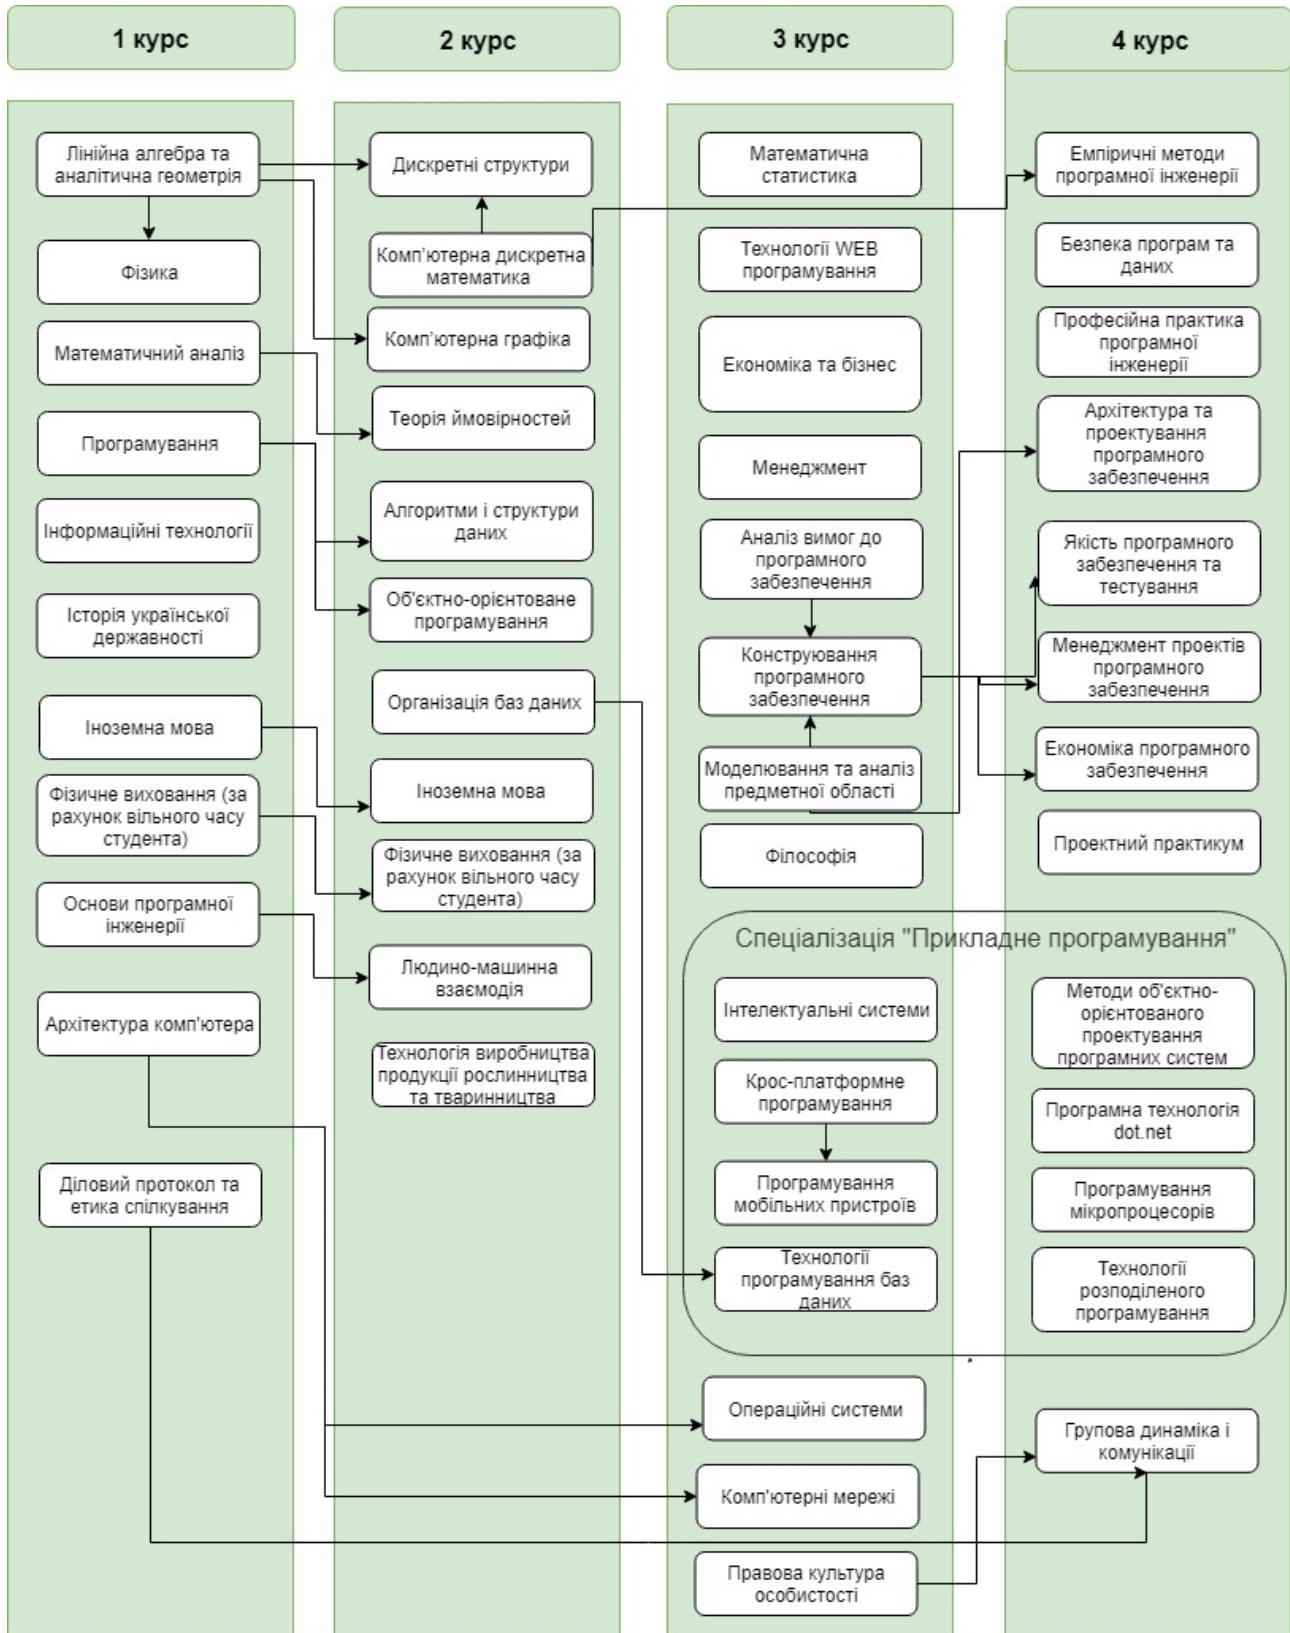 1 курс
Лінійна алгебра та
аналітична геометрія
Фізика
Математичний аналіз
Програмування
Інформаційні технології
Історія української
державності
Іноземна мова
Фізичне виховання (за
рахунок вільного часу
студента)
Основи програмної
інженерії
Архітектура комп'ютера
Діловий протокол та
етика спілкування
2 курс
Дискретні структури
Комп'ютерна дискретна
математика
Комп'ютерна графіка
Теорія ймовірностей
Алгоритми і структури
даних
Об'єктно-орієнтоване
програмування
Організація баз даних
Іноземна мова
Фізичне виховання (за
рахунок вільного часу
студента)
Людино-машинна
взаємодія
Технологія виробництва
продукції рослинництва
та тваринництва
3 курс
Математична
статистика
Технології WEB
програмування
Економіка та бізнес
Менеджмент
Аналіз вимог до
програмного
забезпечення
Конструювання
програмного
забезпечення
Моделювання та аналіз
предметної області
Філософія
Спеціалізація "Прикладне програмування"
Інтелектуальні системи
Крос-платформне
програмування
Програмування
мобільних пристроїв
Технології
програмування баз
даних
Операційні системи
Комп'ютерні мережі
Правова культура
особистості
4 курс
Емпіричні методи
програмної інженерії
Безпека програм та
даних
Професійна практика
програмної
інженерії
Архітектура та
проектування
програмного
забезпечення
Якість програмного
забезпечення та
тестування
Менеджмент проектів
програмного
забезпечення
Економіка програмного
забезпечення
Проектний практикум
Методи об'єктно-
орієнтованого
проектування
програмних систем
Програмна технологія
dot.net
Програмування
мікропроцесорів
Технології
розподіленого
програмування
Групова динаміка і
комунікації